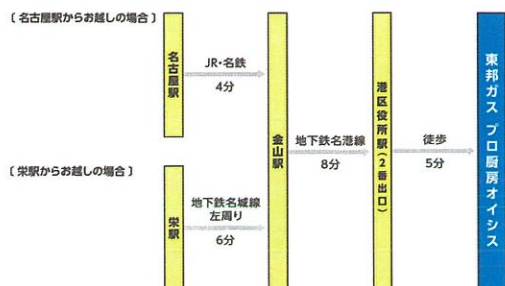 〔 名古屋駅からお越しの場合 〕
名古屋駅
JR・名鉄
4分
〔 栄駅からお越しの場合 〕
栄駅
地下鉄名城線
左周り
6分
金山駅
地下鉄名港線
8分
港区役所駅(2番出口)
徒歩
5分
東邦ガス プロ厨房オイシス